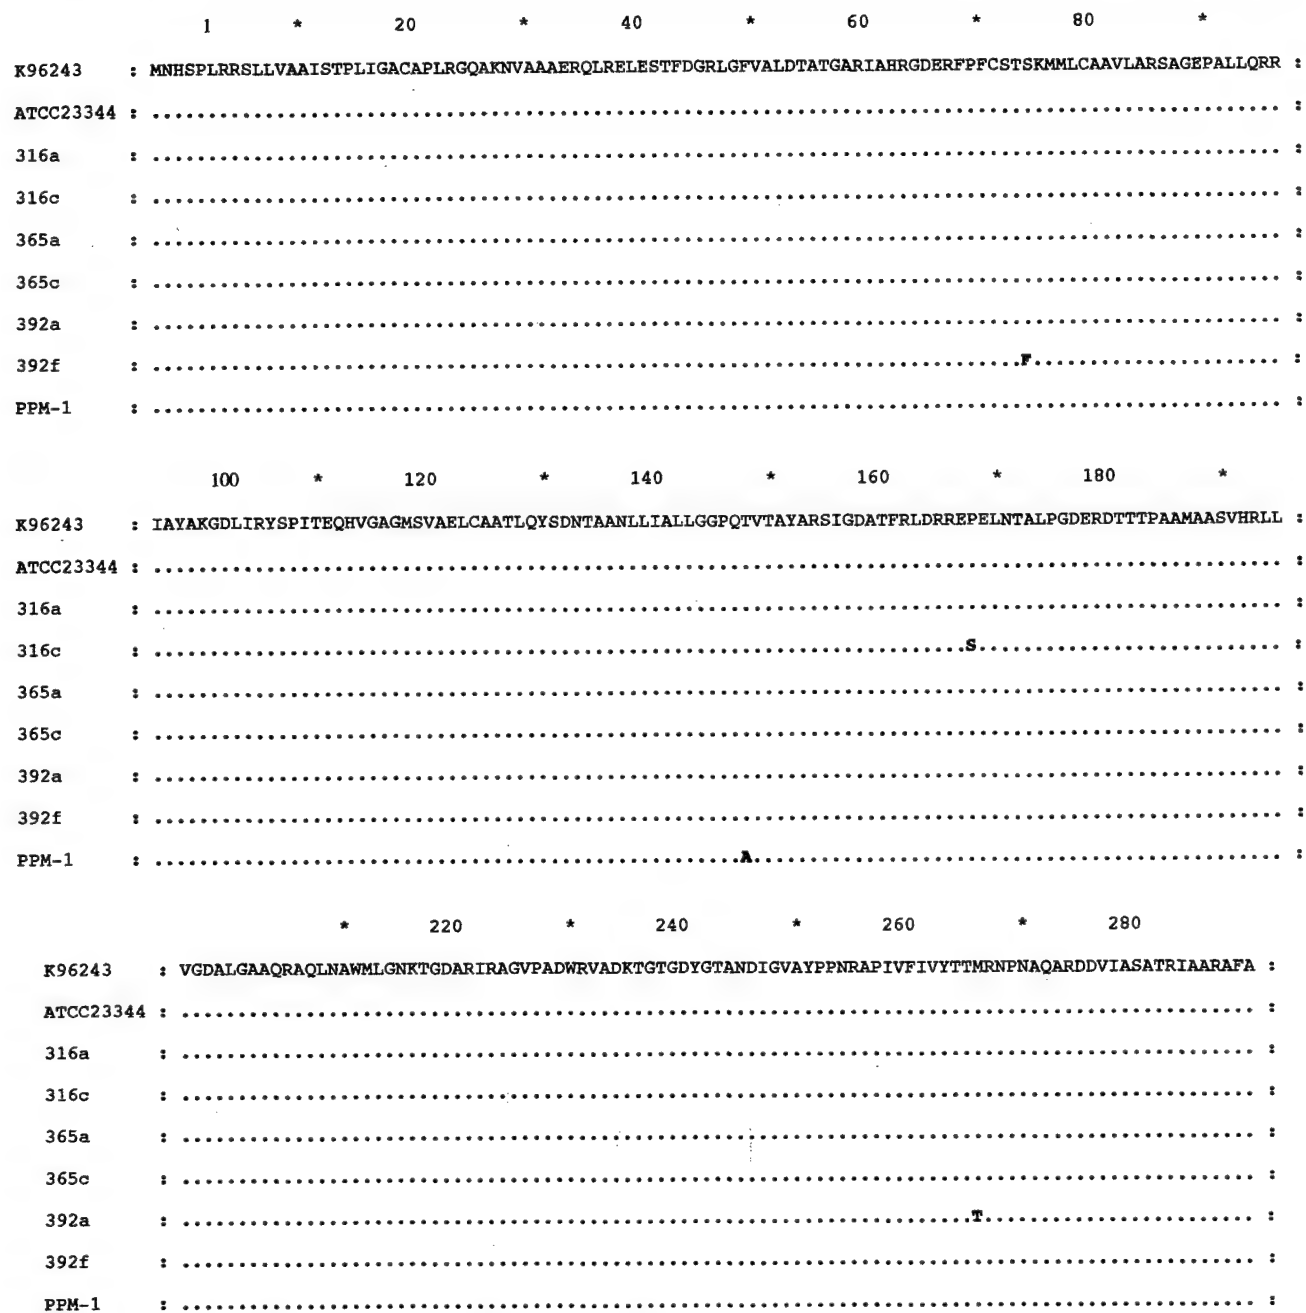 1 * 20 * 40 * 60 * 80 *
K96243 : MNHSPLRRSLLVAAISTPLIGACAPLRGQAKNVAAAERQLRELESTFDGRLGFVALDTATGARIAHRGDERFPFCSTSKMMLCAAVLARSAGEPALLQRR :
ATCC23344 : .................................................................................................... :
316a : .................................................................................................... :
316c : .................................................................................................... :
365a : .................................................................................................... :
365c : .................................................................................................... :
392a : .................................................................................................... :
392f : .............................................................................F...................... :
PPM-1 : .................................................................................................... :
100 * 120 * 140 * 160 * 180 *
K96243 : IAYAKGDLIRYSPITEQHVGAGMSVAELCAATLQYSDNTAANLLIALLGGPQTVTAYARSIGDATFRLDRREPELNTALPGDERDTTTPAAMAASVHRLL :
ATCC23344 : .................................................................................................... :
316a : .................................................................................................... :
316c : ........................................................................S........................... :
365a : .................................................................................................... :
365c : .................................................................................................... :
392a : .................................................................................................... :
392f : .................................................................................................... :
PPM-1 : ....................................................A............................................... :
* 220 * 240 * 260 * 280
K96243 : VGDALGAAQRAQLNAWMLGNKTGDARIRAGVPADWRVADKTGTGDYGTANDIGVAYPPNRAPIVFIVYTTMRNPNAQARDDVIASATRIAARAFA :
ATCC23344 : ............................................................................................... :
316a : ............................................................................................... :
316c : ............................................................................................... :
365a : ............................................................................................... :
365c : ............................................................................................... :
392a : ......................................................................T........................ :
392f : ............................................................................................... :
PPM-1 : ............................................................................................... :